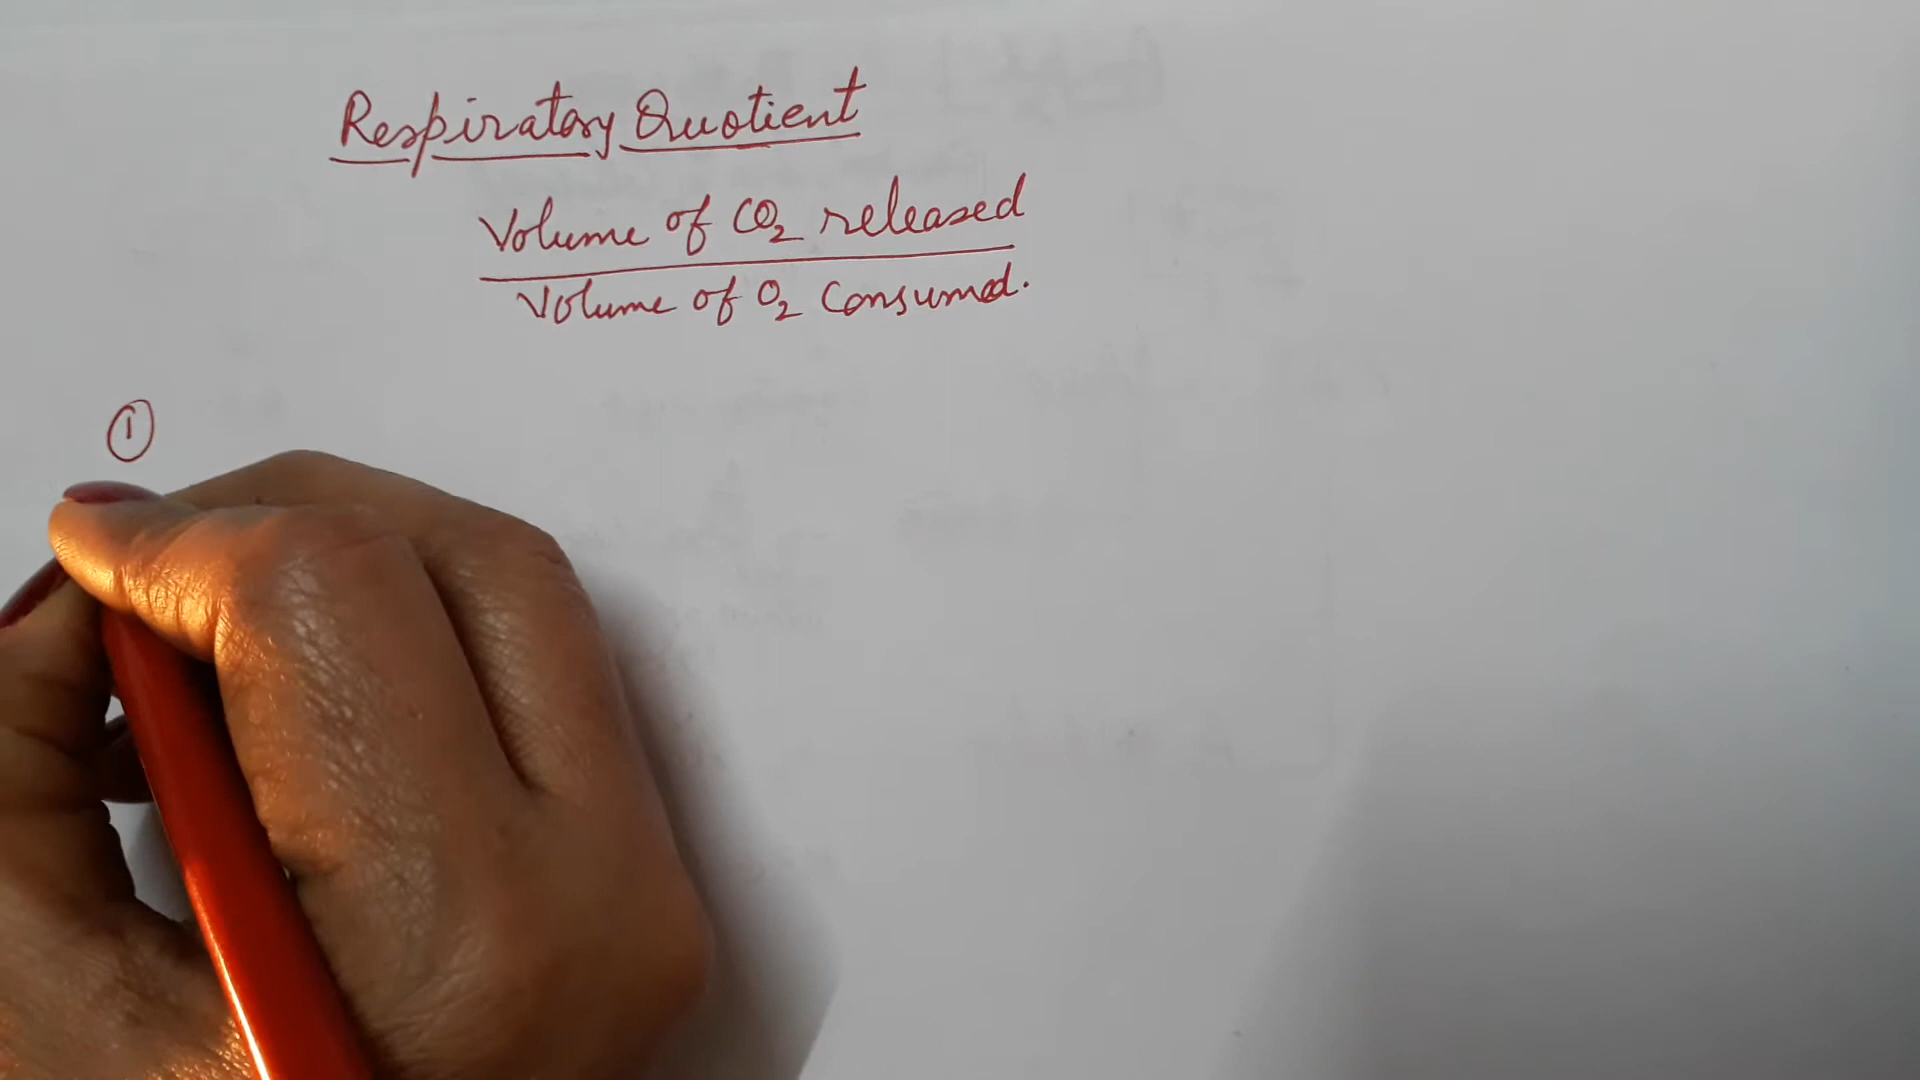 Respiratory Quotient
Volume of CO₂ released
Volume of O₂ Consumed.
①